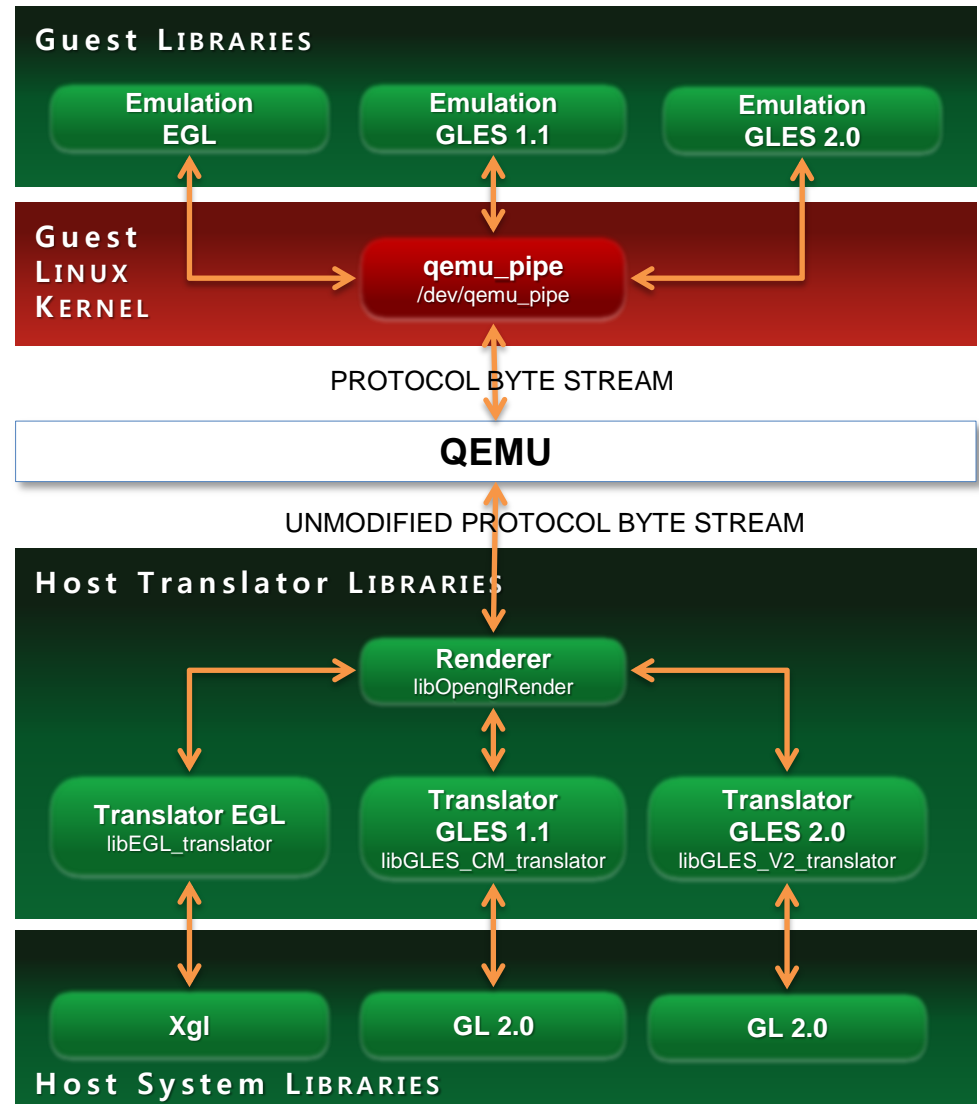 Guest LIBRARIES
Emulation
EGL
Emulation
GLES 1.1
Emulation
GLES 2.0
Guest
LINUX
KERNEL
qemu_pipe
/dev/qemu_pipe
PROTOCOL BYTE STREAM
QEMU
UNMODIFIED PROTOCOL BYTE STREAM
Host Translator LIBRARIES
Renderer
libOpenglRender
Translator EGL
libEGL_translator
Translator
GLES 1.1
libGLES_CM_translator
Translator
GLES 2.0
libGLES_V2_translator
Xgl
GL 2.0
GL 2.0
Host System LIBRARIES